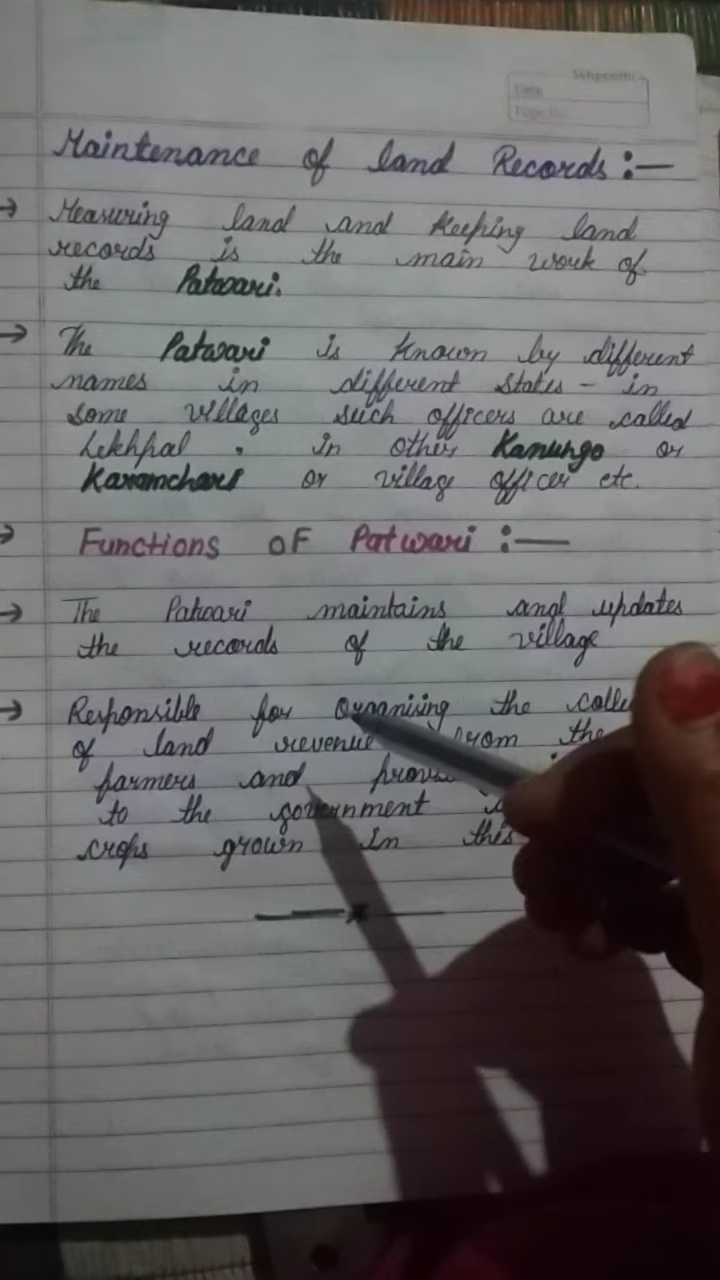 Date
Page No
Maintenance of land Records :—
→ Measuring land and keeping land
records is the main work of
the Patwari.
→ The Patwari is known by different
names in different states - in
some villages such officers are called
Lekhpal . in other Kanungo or
Karamchari or village officer etc.
→ Functions of Patwari :—
→ The Patwari maintains and updates
the records of the village
→ Responsible for organising the
of land revenue from the
farmers and
to the government
crops grown in this